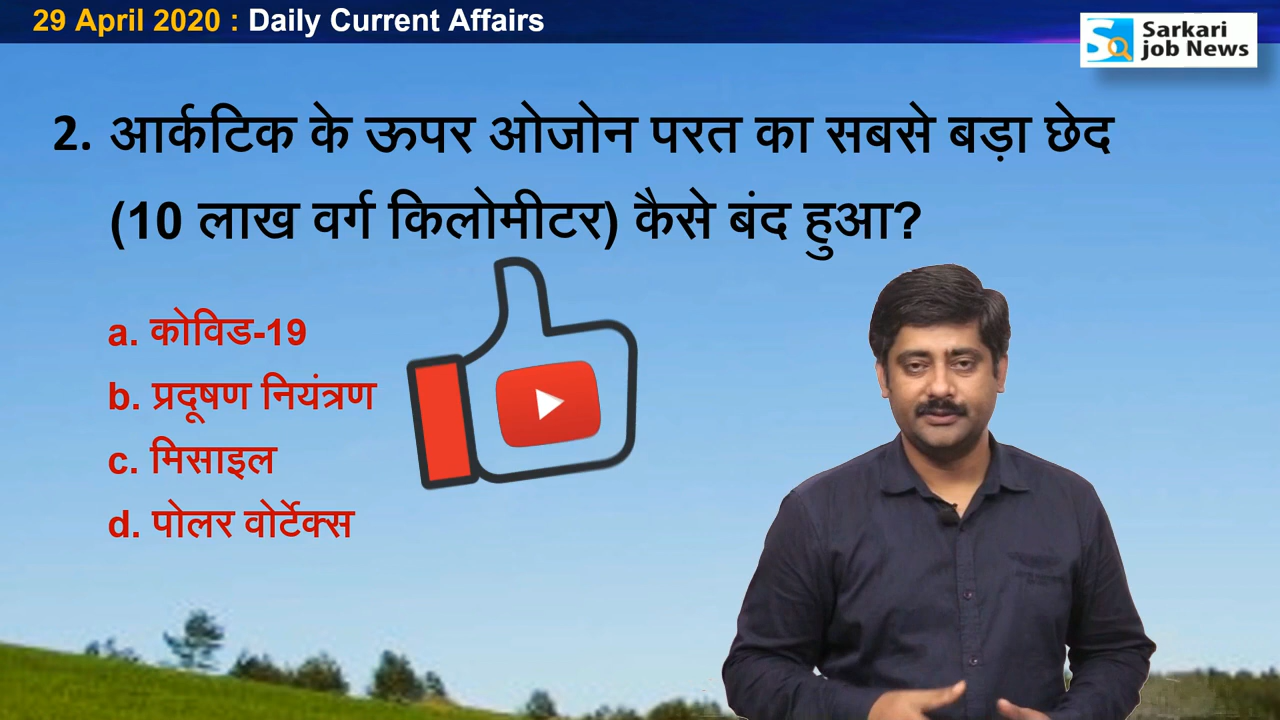 29 April 2020 : Daily Current Affairs
Sarkari
job News
2. आर्कटिक के ऊपर ओजोन परत का सबसे बड़ा छेद
(10 लाख वर्ग किलोमीटर) कैसे बंद हुआ?
a. कोविड-19
b. प्रदूषण नियंत्रण
c. मिसाइल
d. पोलर वोर्टेक्स